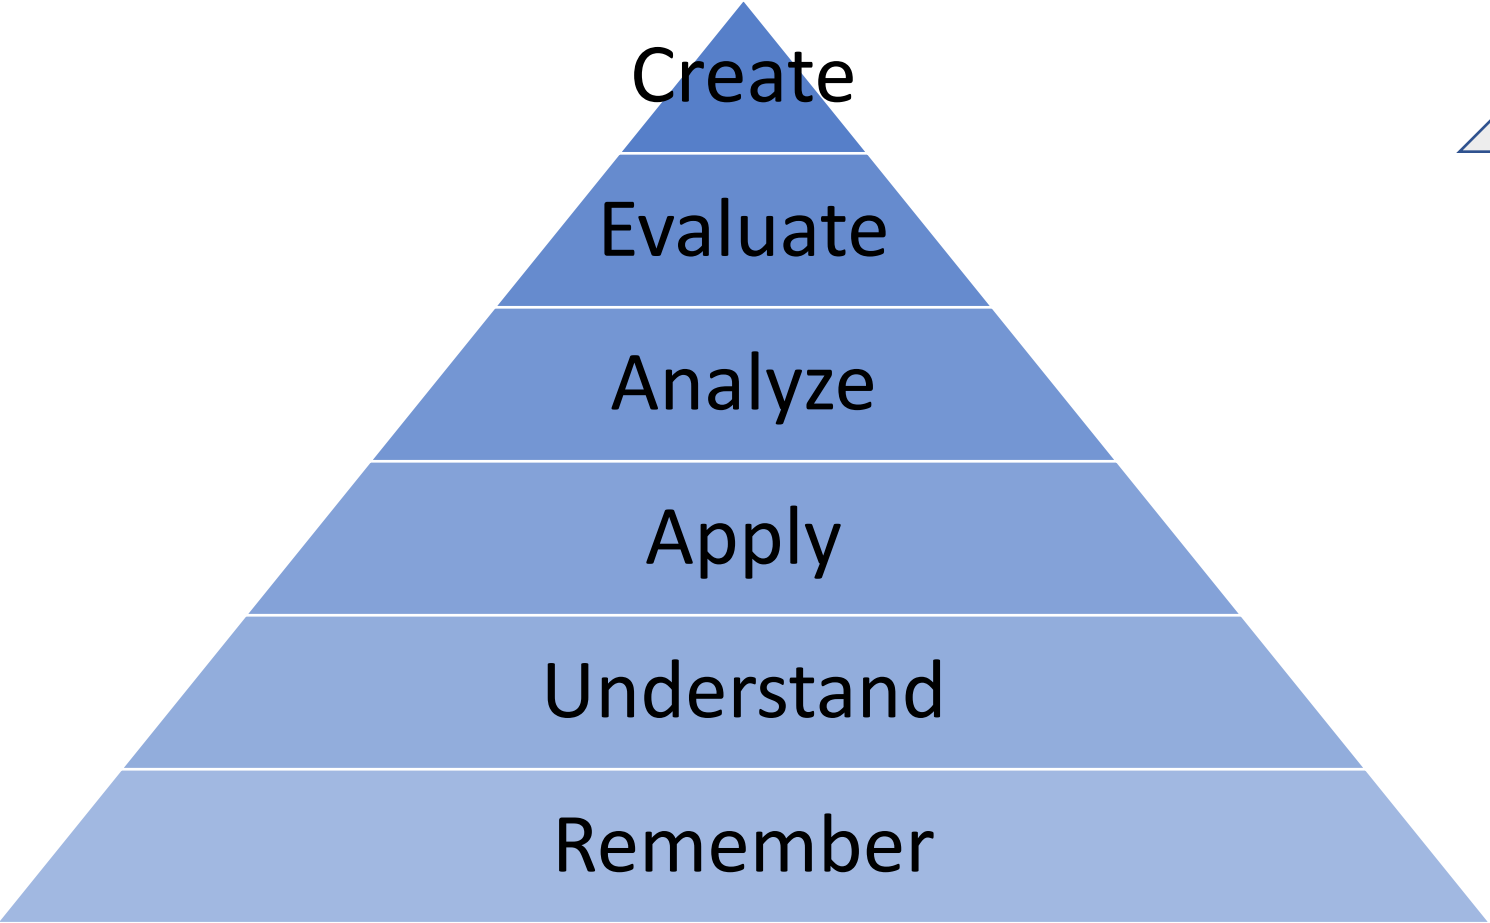 Create
Evaluate
Analyze
Apply
Understand
Remember